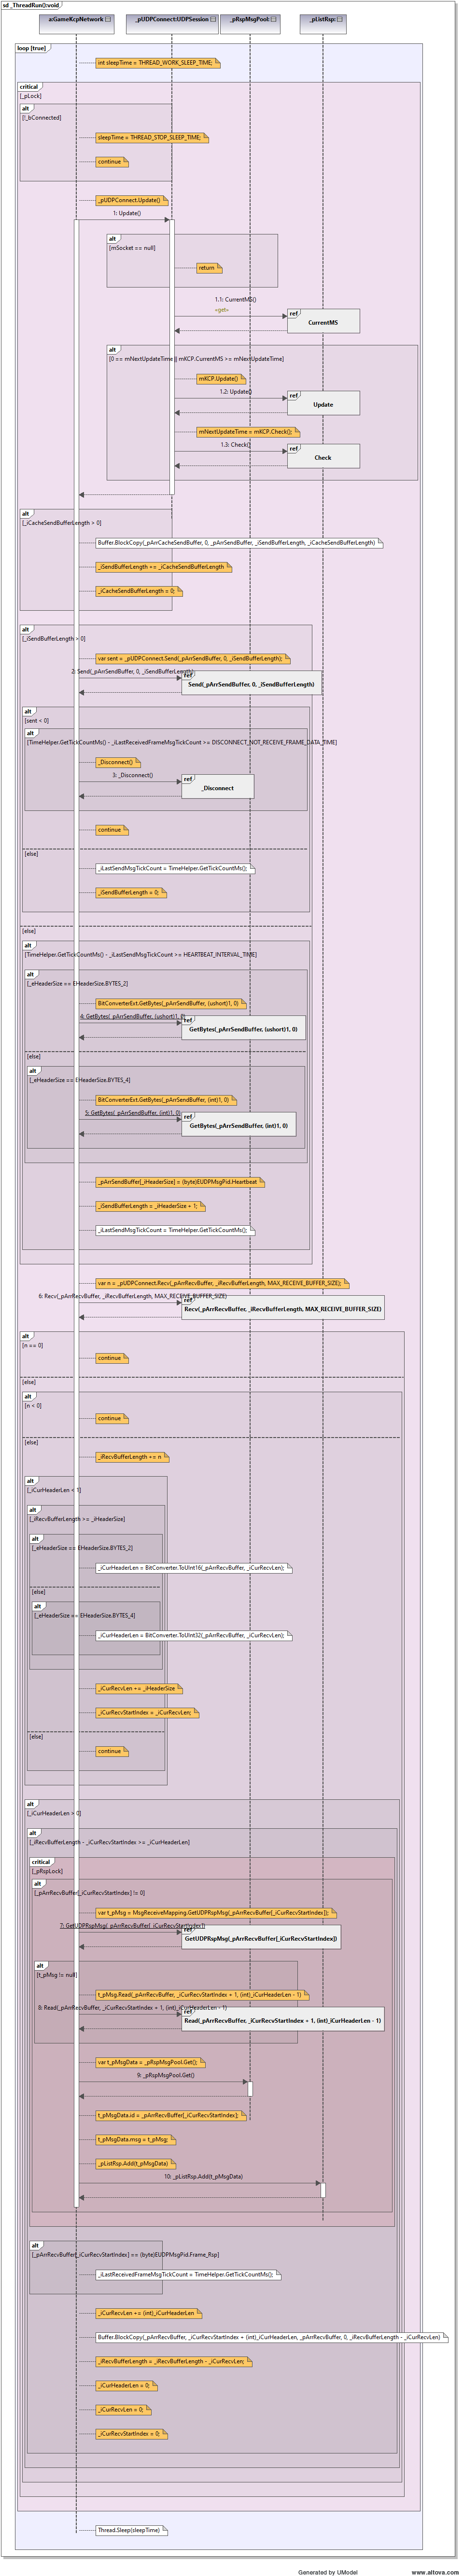 sd _ThreadRun():void
a:GameKcpNetwork
_pUDPConnect:UDPSession
_pRspMsgPool:
_pListRsp:
loop [true]
int sleepTime = THREAD_WORK_SLEEP_TIME;
critical
[_pLock]
alt
[!_bConnected]
sleepTime = THREAD_STOP_SLEEP_TIME;
continue
_pUDPConnect.Update()
1: Update()
alt
[mSocket == null]
return
1.1: CurrentMS()
«get»
ref
CurrentMS
alt
[0 == mNextUpdateTime || mKCP.CurrentMS >= mNextUpdateTime]
mKCP.Update()
1.2: Update()
ref
Update
mNextUpdateTime = mKCP.Check();
1.3: Check()
ref
Check
alt
[_iCacheSendBufferLength > 0]
Buffer.BlockCopy(_pArrCacheSendBuffer, 0, _pArrSendBuffer, _iSendBufferLength, _iCacheSendBufferLength)
_iSendBufferLength += _iCacheSendBufferLength
_iCacheSendBufferLength = 0;
alt
[_iSendBufferLength > 0]
var sent = _pUDPConnect.Send(_pArrSendBuffer, 0, _iSendBufferLength);
2: Send(_pArrSendBuffer, 0, _iSendBufferLength)
ref
Send(_pArrSendBuffer, 0, _iSendBufferLength)
alt
[sent < 0]
alt
[TimeHelper.GetTickCountMs() - _iLastReceivedFrameMsgTickCount >= DISCONNECT_NOT_RECEIVE_FRAME_DATA_TIME]
_Disconnect()
3: _Disconnect()
ref
_Disconnect
continue
[else]
_iLastSendMsgTickCount = TimeHelper.GetTickCountMs();
_iSendBufferLength = 0;
[else]
alt
[TimeHelper.GetTickCountMs() - _iLastSendMsgTickCount >= HEARTBEAT_INTERVAL_TIME]
alt
[_eHeaderSize == EHeaderSize.BYTES_2]
BitConverterExt.GetBytes(_pArrSendBuffer, (ushort)1, 0)
4: GetBytes(_pArrSendBuffer, (ushort)1, 0)
ref
GetBytes(_pArrSendBuffer, (ushort)1, 0)
[else]
alt
[_eHeaderSize == EHeaderSize.BYTES_4]
BitConverterExt.GetBytes(_pArrSendBuffer, (int)1, 0)
5: GetBytes(_pArrSendBuffer, (int)1, 0)
ref
GetBytes(_pArrSendBuffer, (int)1, 0)
_pArrSendBuffer[_iHeaderSize] = (byte)EUDPMsgPid.Heartbeat
_iSendBufferLength = _iHeaderSize + 1;
_iLastSendMsgTickCount = TimeHelper.GetTickCountMs();
var n = _pUDPConnect.Recv(_pArrRecvBuffer, _iRecvBufferLength, MAX_RECEIVE_BUFFER_SIZE);
6: Recv(_pArrRecvBuffer, _iRecvBufferLength, MAX_RECEIVE_BUFFER_SIZE)
ref
Recv(_pArrRecvBuffer, _iRecvBufferLength, MAX_RECEIVE_BUFFER_SIZE)
alt
[n == 0]
continue
[else]
alt
[n < 0]
continue
[else]
_iRecvBufferLength += n
alt
[_iCurHeaderLen < 1]
alt
[_iRecvBufferLength >= _iHeaderSize]
alt
[_eHeaderSize == EHeaderSize.BYTES_2]
_iCurHeaderLen = BitConverter.ToUInt16(_pArrRecvBuffer, _iCurRecvLen);
[else]
alt
[_eHeaderSize == EHeaderSize.BYTES_4]
_iCurHeaderLen = BitConverter.ToUInt32(_pArrRecvBuffer, _iCurRecvLen);
_iCurRecvLen += _iHeaderSize
_iCurRecvStartIndex = _iCurRecvLen;
[else]
continue
alt
[_iCurHeaderLen > 0]
alt
[_iRecvBufferLength - _iCurRecvStartIndex >= _iCurHeaderLen]
critical
[_pRspLock]
alt
[_pArrRecvBuffer[_iCurRecvStartIndex] != 0]
var t_pMsg = MsgReceiveMapping.GetUDPRspMsg(_pArrRecvBuffer[_iCurRecvStartIndex]);
7: GetUDPRspMsg(_pArrRecvBuffer[_iCurRecvStartIndex])
ref
GetUDPRspMsg(_pArrRecvBuffer[_iCurRecvStartIndex])
alt
[t_pMsg != null]
t_pMsg.Read(_pArrRecvBuffer, _iCurRecvStartIndex + 1, (int)_iCurHeaderLen - 1)
8: Read(_pArrRecvBuffer, _iCurRecvStartIndex + 1, (int)_iCurHeaderLen - 1)
ref
Read(_pArrRecvBuffer, _iCurRecvStartIndex + 1, (int)_iCurHeaderLen - 1)
var t_pMsgData = _pRspMsgPool.Get();
9: _pRspMsgPool.Get()
t_pMsgData.id = _pArrRecvBuffer[_iCurRecvStartIndex];
t_pMsgData.msg = t_pMsg;
_pListRsp.Add(t_pMsgData)
10: _pListRsp.Add(t_pMsgData)
alt
[_pArrRecvBuffer[_iCurRecvStartIndex] == (byte)EUDPMsgPid.Frame_Rsp]
_iLastReceivedFrameMsgTickCount = TimeHelper.GetTickCountMs();
_iCurRecvLen += (int)_iCurHeaderLen
Buffer.BlockCopy(_pArrRecvBuffer, _iCurRecvStartIndex + (int)_iCurHeaderLen, _pArrRecvBuffer, 0, _iRecvBufferLength - _iCurRecvLen)
_iRecvBufferLength = _iRecvBufferLength - _iCurRecvLen;
_iCurHeaderLen = 0;
_iCurRecvLen = 0;
_iCurRecvStartIndex = 0;
Thread.Sleep(sleepTime)
Generated by UModel
www.altova.com